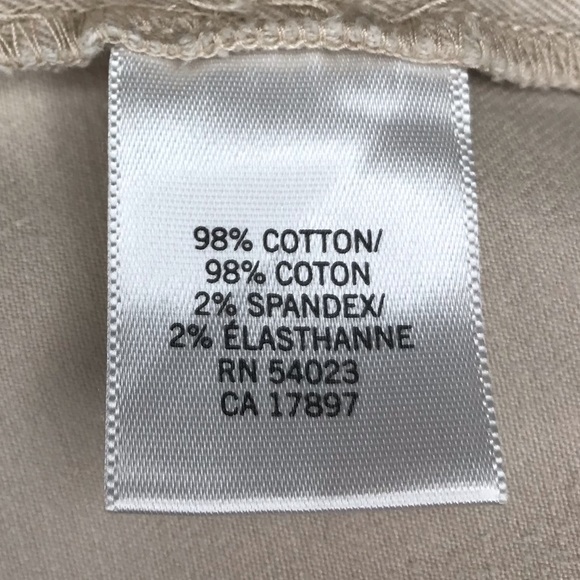 98% COTTON/
98% COTON
2% SPANDEX/
2% ÉLASTHANNE
RN 54023
CA 17897